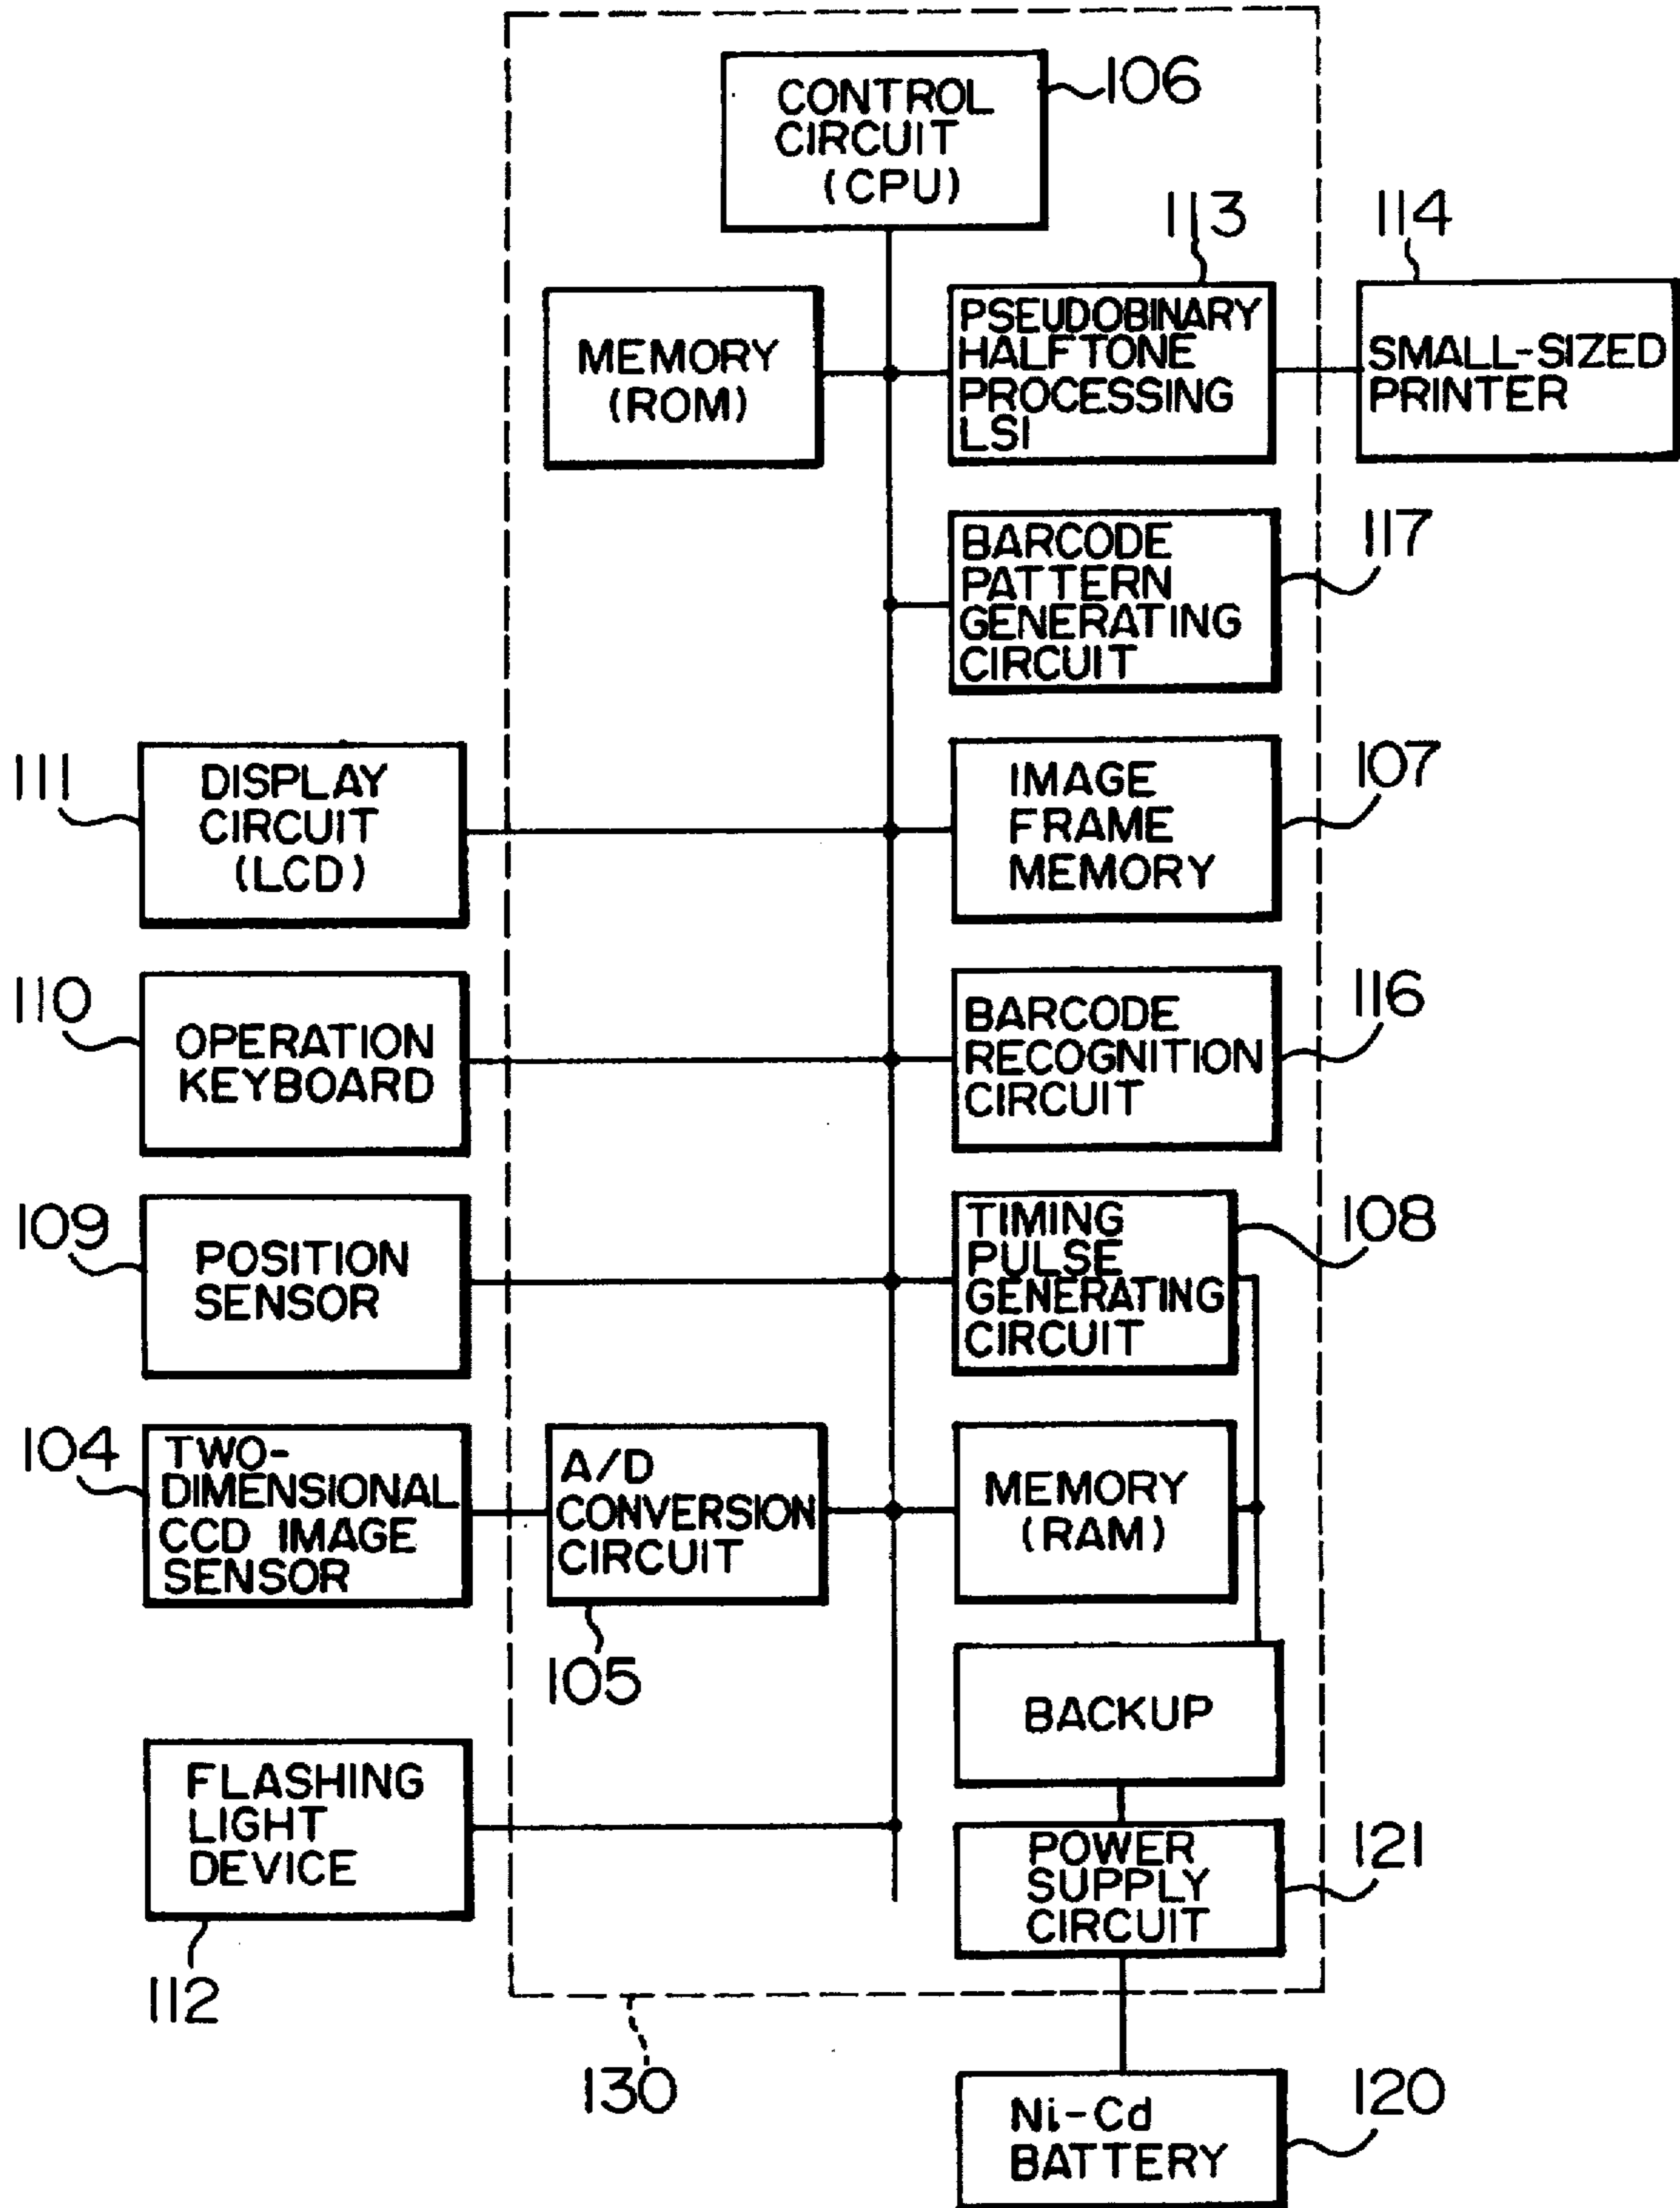 CONTROL
CIRCUIT
(CPU)
106
MEMORY
(ROM)
113
PSEUDOBINARY
HALFTONE
PROCESSING
LSI
114
SMALL-SIZED
PRINTER
BARCODE
PATTERN
GENERATING
CIRCUIT
117
111
DISPLAY
CIRCUIT
(LCD)
IMAGE
FRAME
MEMORY
107
110
OPERATION
KEYBOARD
BARCODE
RECOGNITION
CIRCUIT
116
109
POSITION
SENSOR
TIMING
PULSE
GENERATING
CIRCUIT
108
104
TWO-
DIMENSIONAL
CCD IMAGE
SENSOR
A/D
CONVERSION
CIRCUIT
105
MEMORY
(RAM)
BACKUP
FLASHING
LIGHT
DEVICE
112
POWER
SUPPLY
CIRCUIT
121
130
Ni-Cd
BATTERY
120